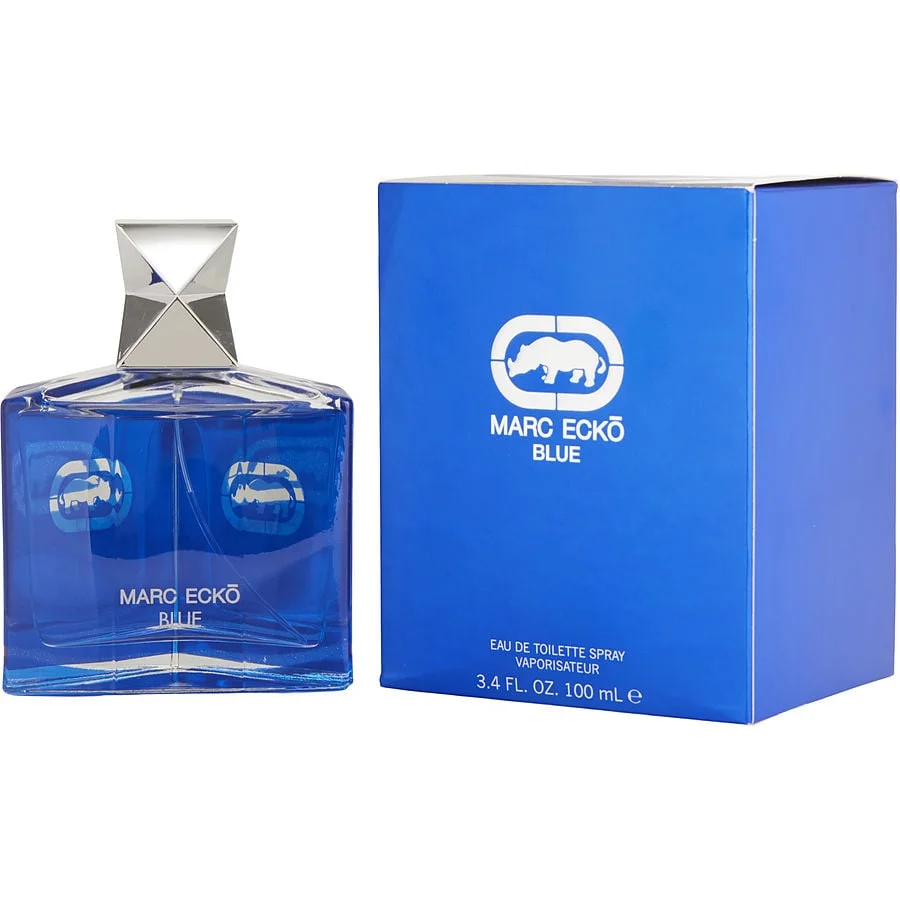 MARC ECKŌ
BLUE
MARC ECKŌ
BLUE
EAU DE TOILETTE SPRAY
VAPORISATEUR
3.4 FL. OZ. 100 mL ℮